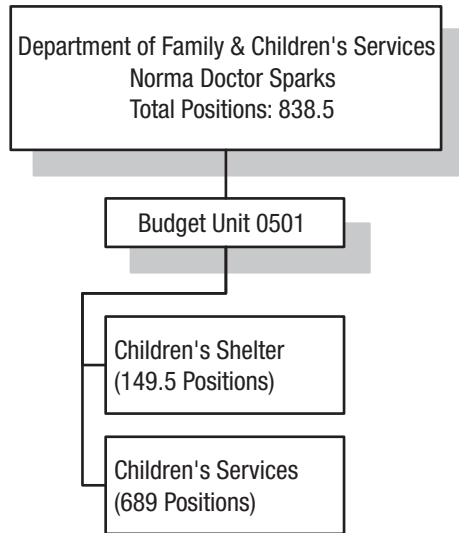 Department of Family & Children's Services
Norma Doctor Sparks
Total Positions: 838.5
Budget Unit 0501
Children's Shelter
(149.5 Positions)
Children's Services
(689 Positions)